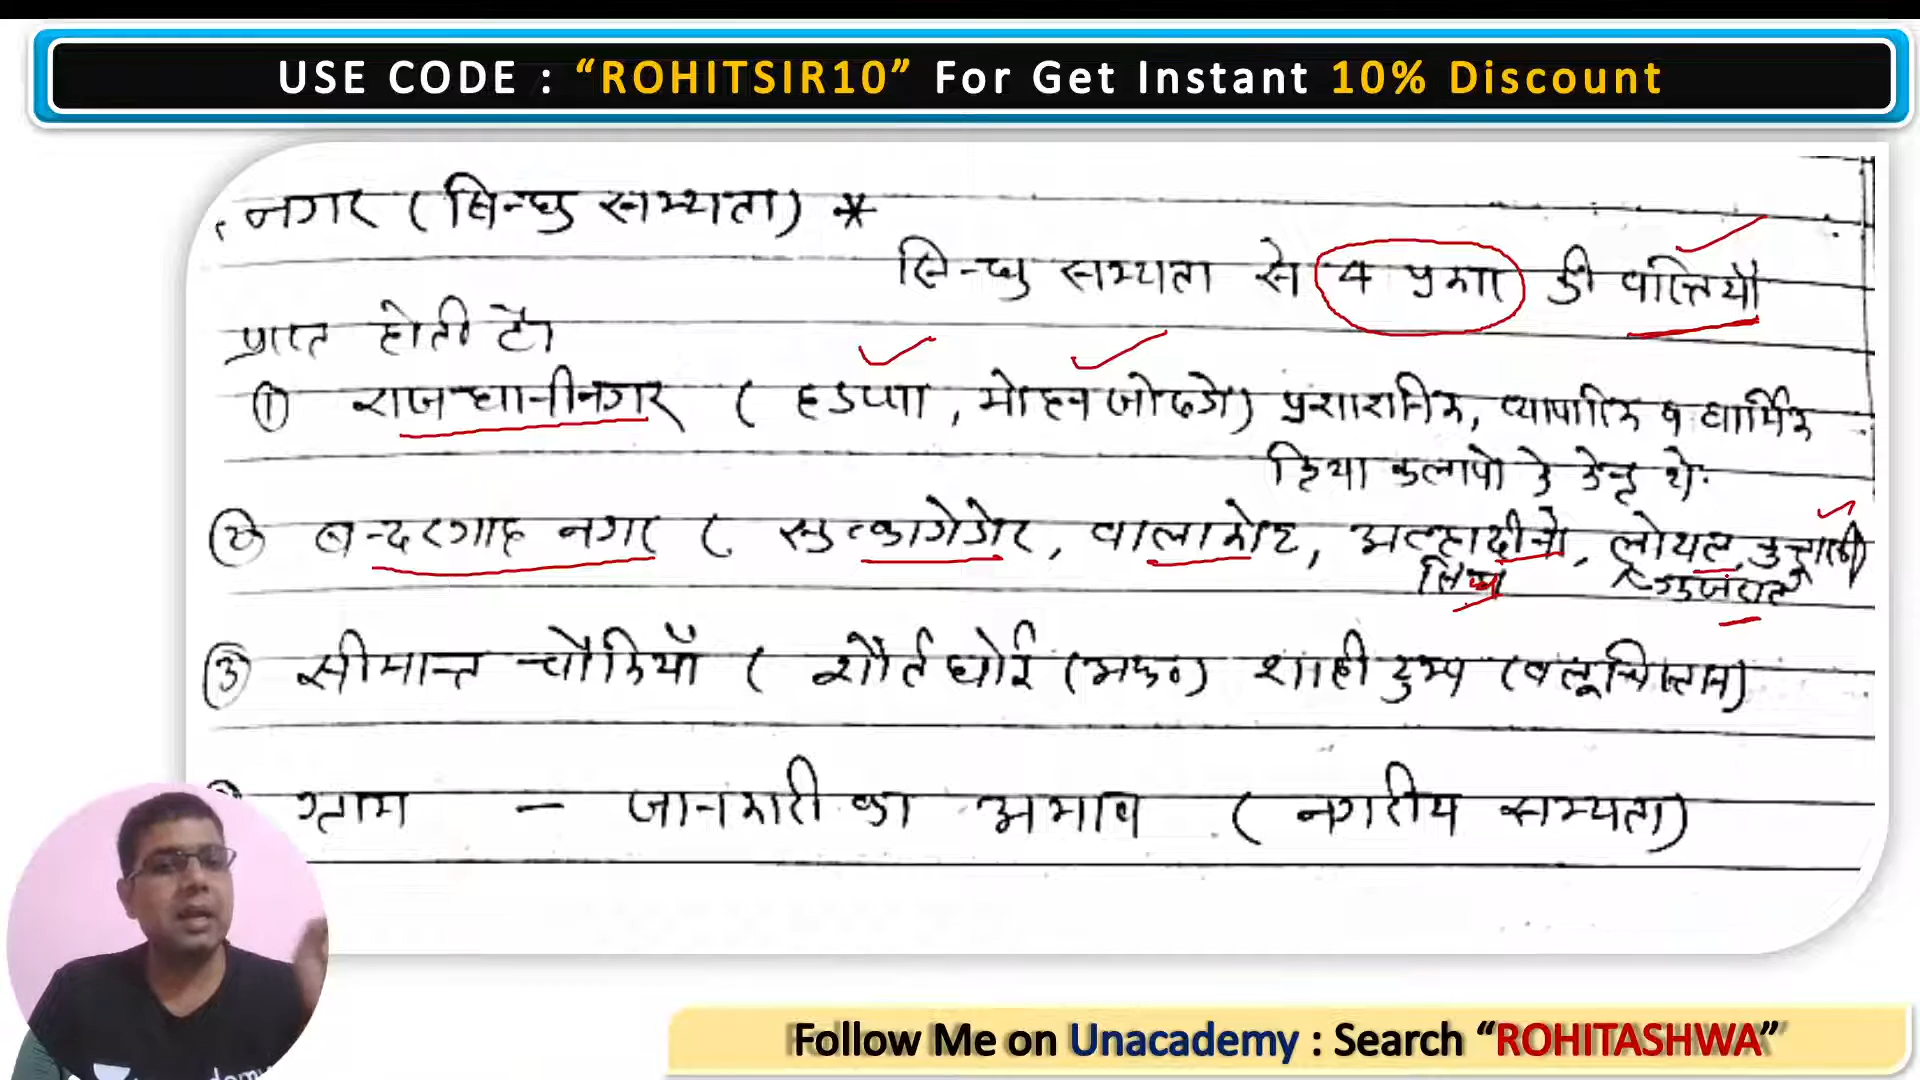 USE CODE : “ROHITSIR10” For Get Instant 10% Discount
नगर ( सिन्धु सभ्यता ) *
सिन्धु सभ्यता से 4 प्रकार की बस्तियाँ
प्राप्त होती है।
① राजधानीनगर ( हडप्पा , मोहनजोदडो ) प्रशासनिक, व्यापारिक व धार्मिक
क्रिया कलापो के केन्द्र थे.
② बन्दरगाह नगर ( सुत्कागेंडोर, बालाकोट, अल्हादीनो, लोथल, कुन्तासी
सिन्ध गुजरात
③ सीमान्त चौकियाँ ( शौर्तघोई (अफ०) शाही टुम्प (बलूचिस्तान)
ग्राम – जानकारी का अभाव ( नगरीय सभ्यता )
Follow Me on Unacademy : Search “ROHITASHWA”